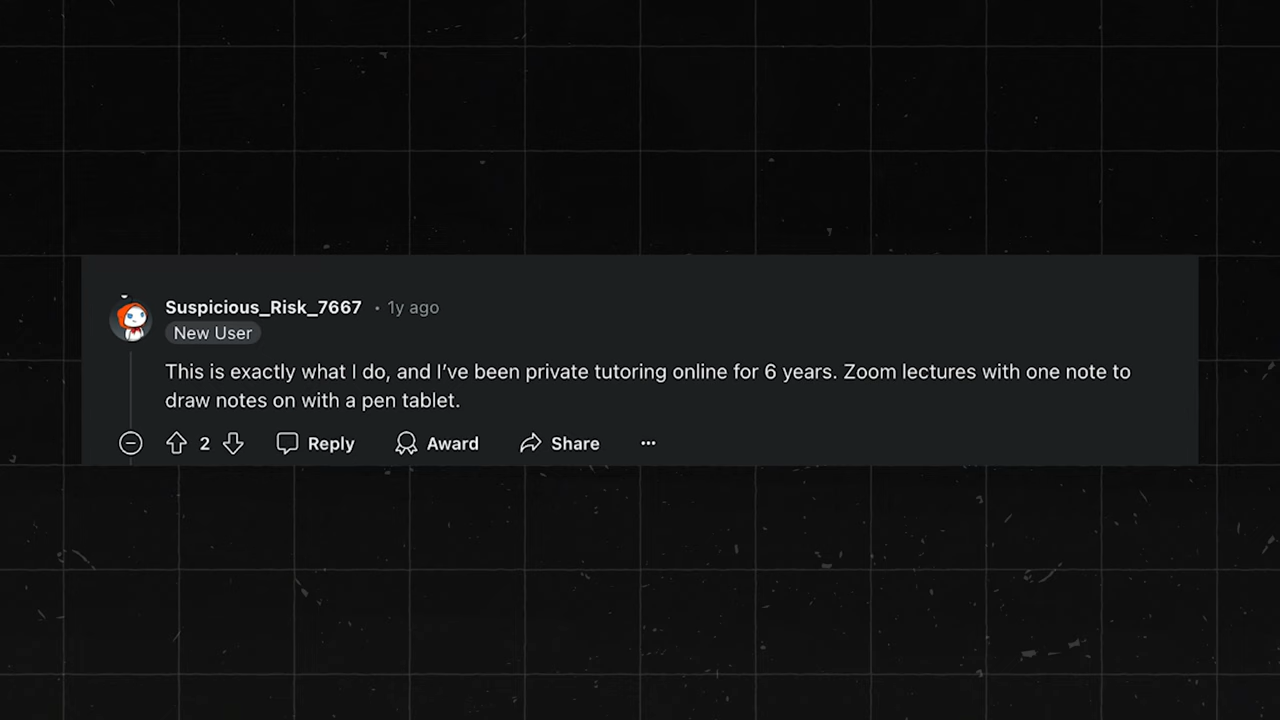 Suspicious_Risk_7667 • 1y ago
New User
This is exactly what I do, and I’ve been private tutoring online for 6 years. Zoom lectures with one note to
draw notes on with a pen tablet.
2 Reply Award Share ...